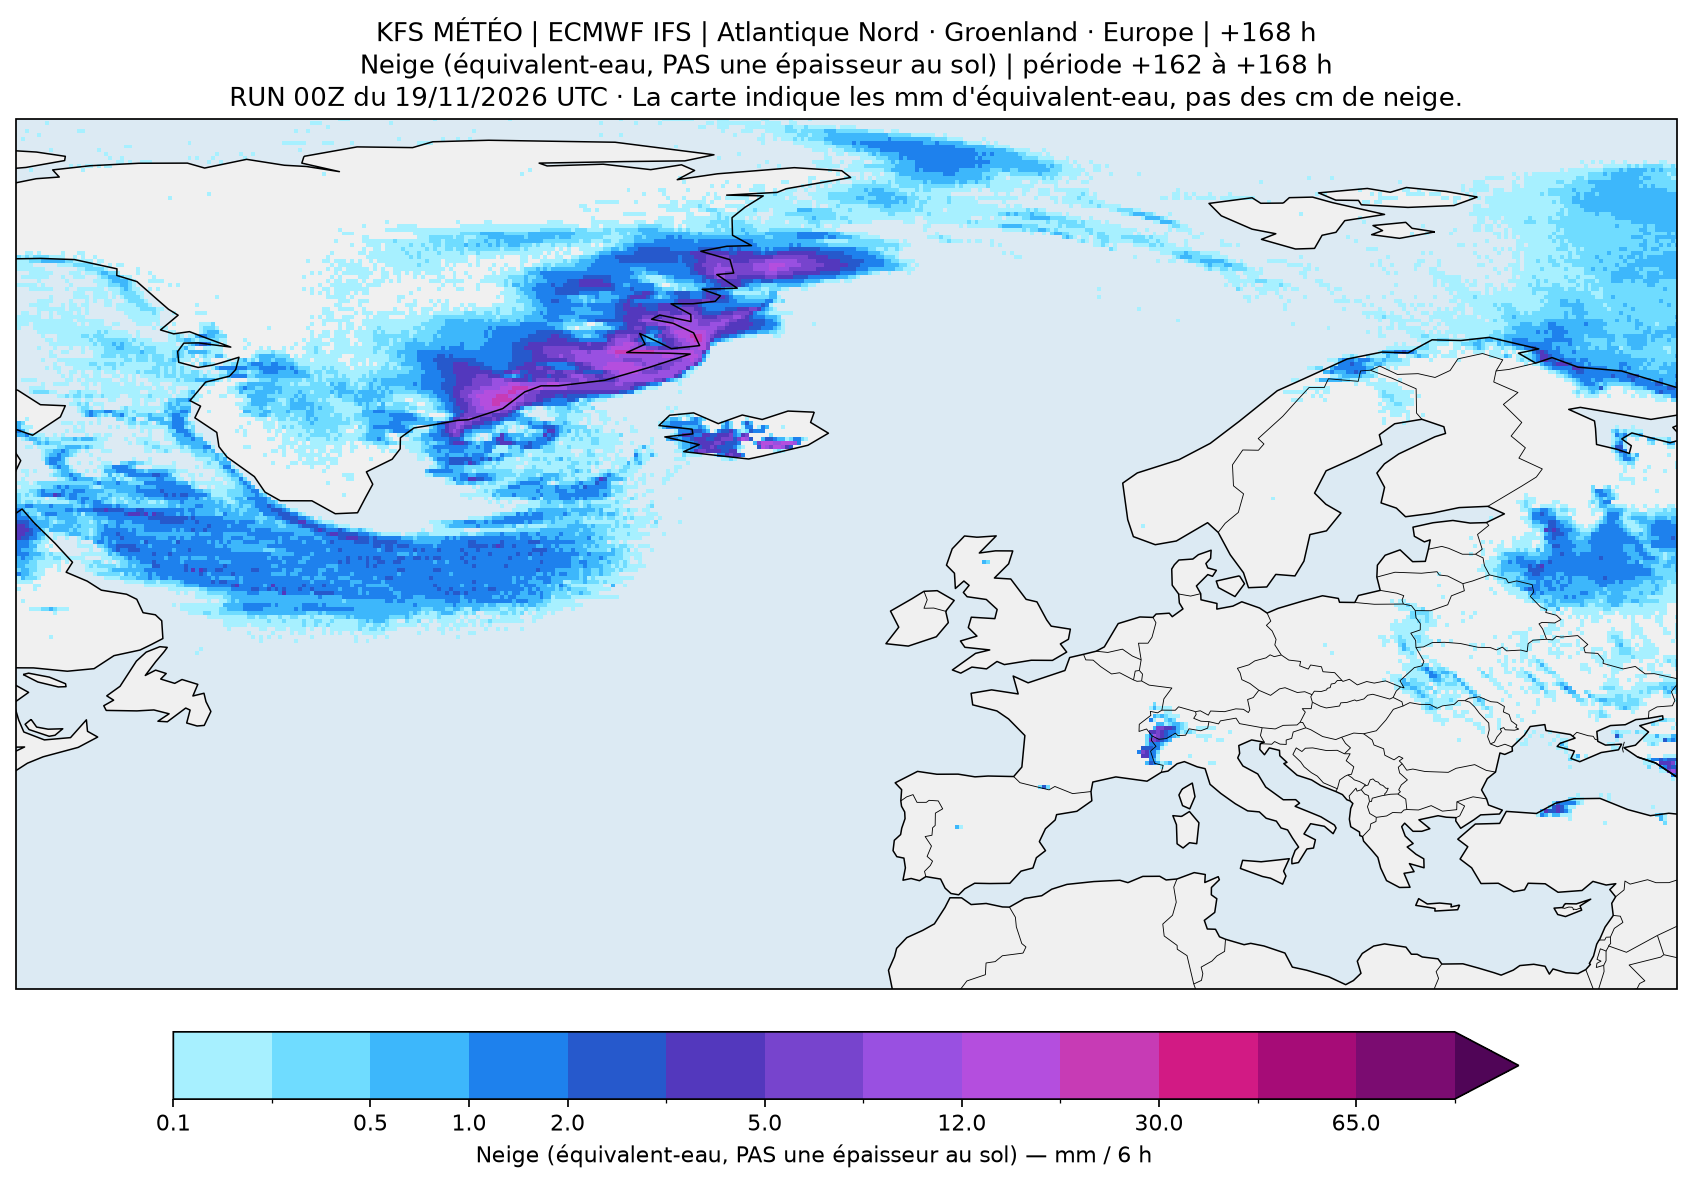 KFS MÉTÉO | ECMWF IFS | Atlantique Nord · Groenland · Europe | +168 h
Neige (équivalent-eau, PAS une épaisseur au sol) | période +162 à +168 h
RUN 00Z du 19/11/2026 UTC · La carte indique les mm d'équivalent-eau, pas des cm de neige.
0.1 0.5 1.0 2.0 5.0 12.0 30.0 65.0
Neige (équivalent-eau, PAS une épaisseur au sol) — mm / 6 h